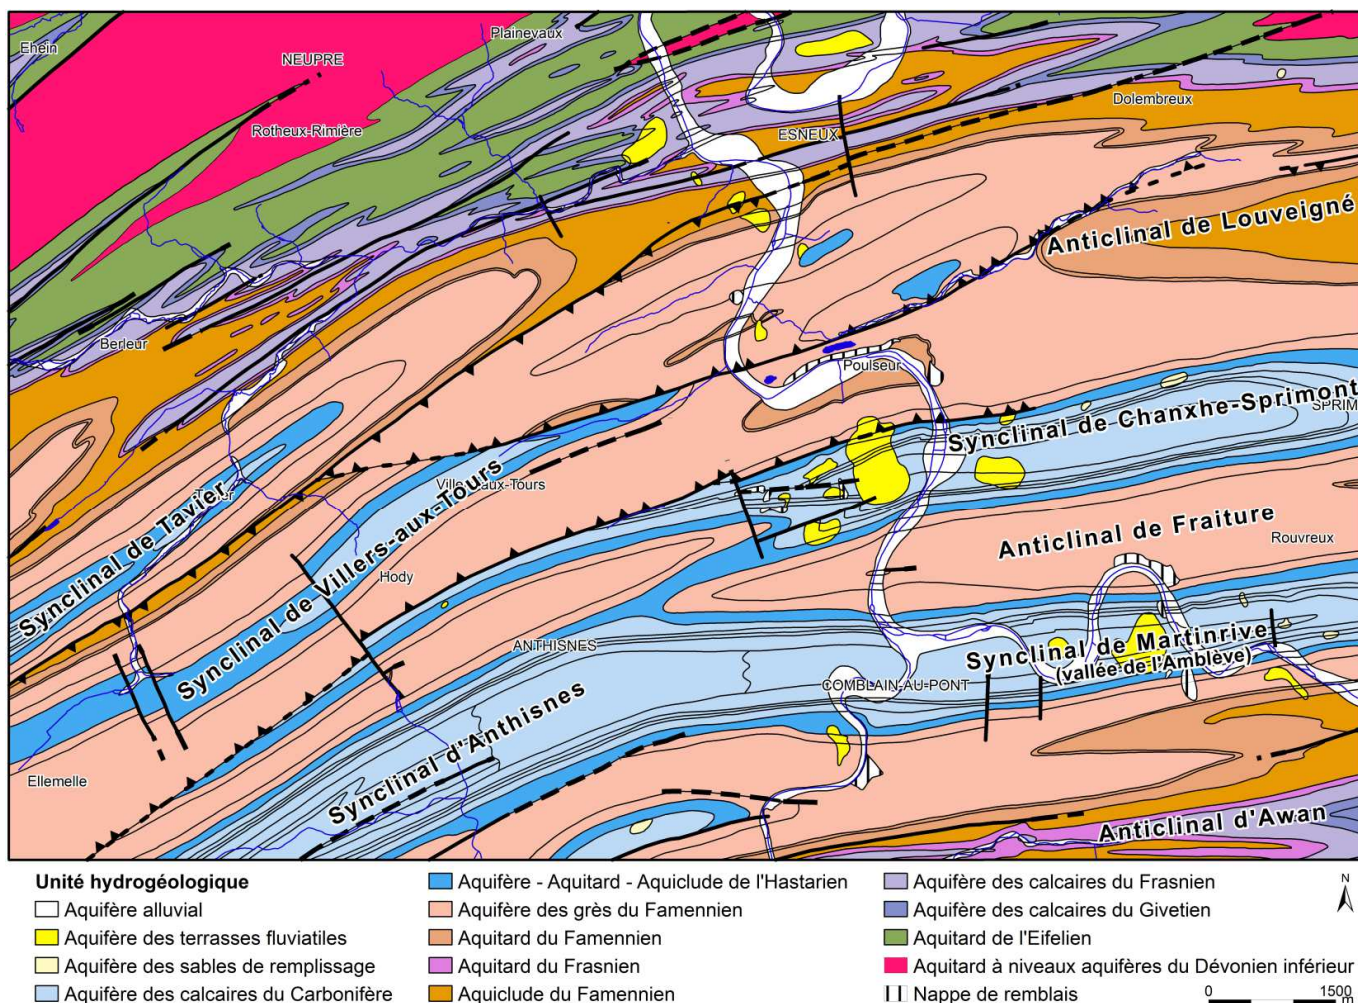 Ehein
Plainevaux
NEUPRE
Rotheux-Rimière
Dolembreux
ESNEUX
Anticlinal de Louveigné
Berleur
Poulseur
Synclinal de Chanxhe-Sprimont
Synclinal de Tavier
Synclinal de Villers-aux-Tours
Anticlinal de Fraiture
Rouvreux
Hody
ANTHISNES
Synclinal de Martinrive
(vallée de l'Amblève)
COMBLAIN-AU-PONT
Synclinal d'Anthisnes
Ellemelle
Anticlinal d'Awan
Unité hydrogéologique
Aquifère alluvial
Aquifère des terrasses fluviatiles
Aquifère des sables de remplissage
Aquifère des calcaires du Carbonifère
Aquifère - Aquitard - Aquiclude de l'Hastarien
Aquifère des grès du Famennien
Aquitard du Famennien
Aquitard du Frasnien
Aquiclude du Famennien
Aquifère des calcaires du Frasnien
Aquifère des calcaires du Givetien
Aquitard de l'Eifelien
Aquitard à niveaux aquifères du Dévonien inférieur
Nappe de remblais
N
0 1500
m